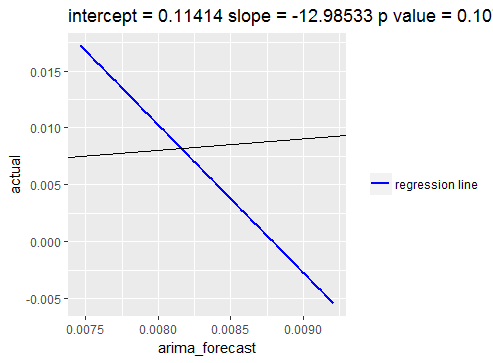 intercept = 0.11414 slope = -12.98533 p value = 0.10
0.015
0.010
0.005
0.000
-0.005
actual
0.0075 0.0080 0.0085 0.0090
arima_forecast
regression line